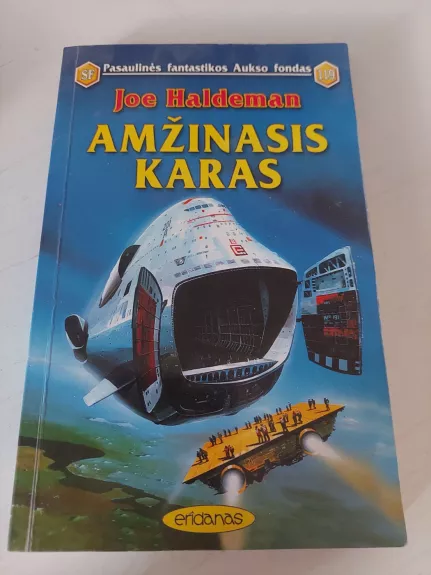 SF
Pasaulinės fantastikos Aukso fondas
119
Joe Haldeman
AMŽINASIS
KARAS
E
eridanas